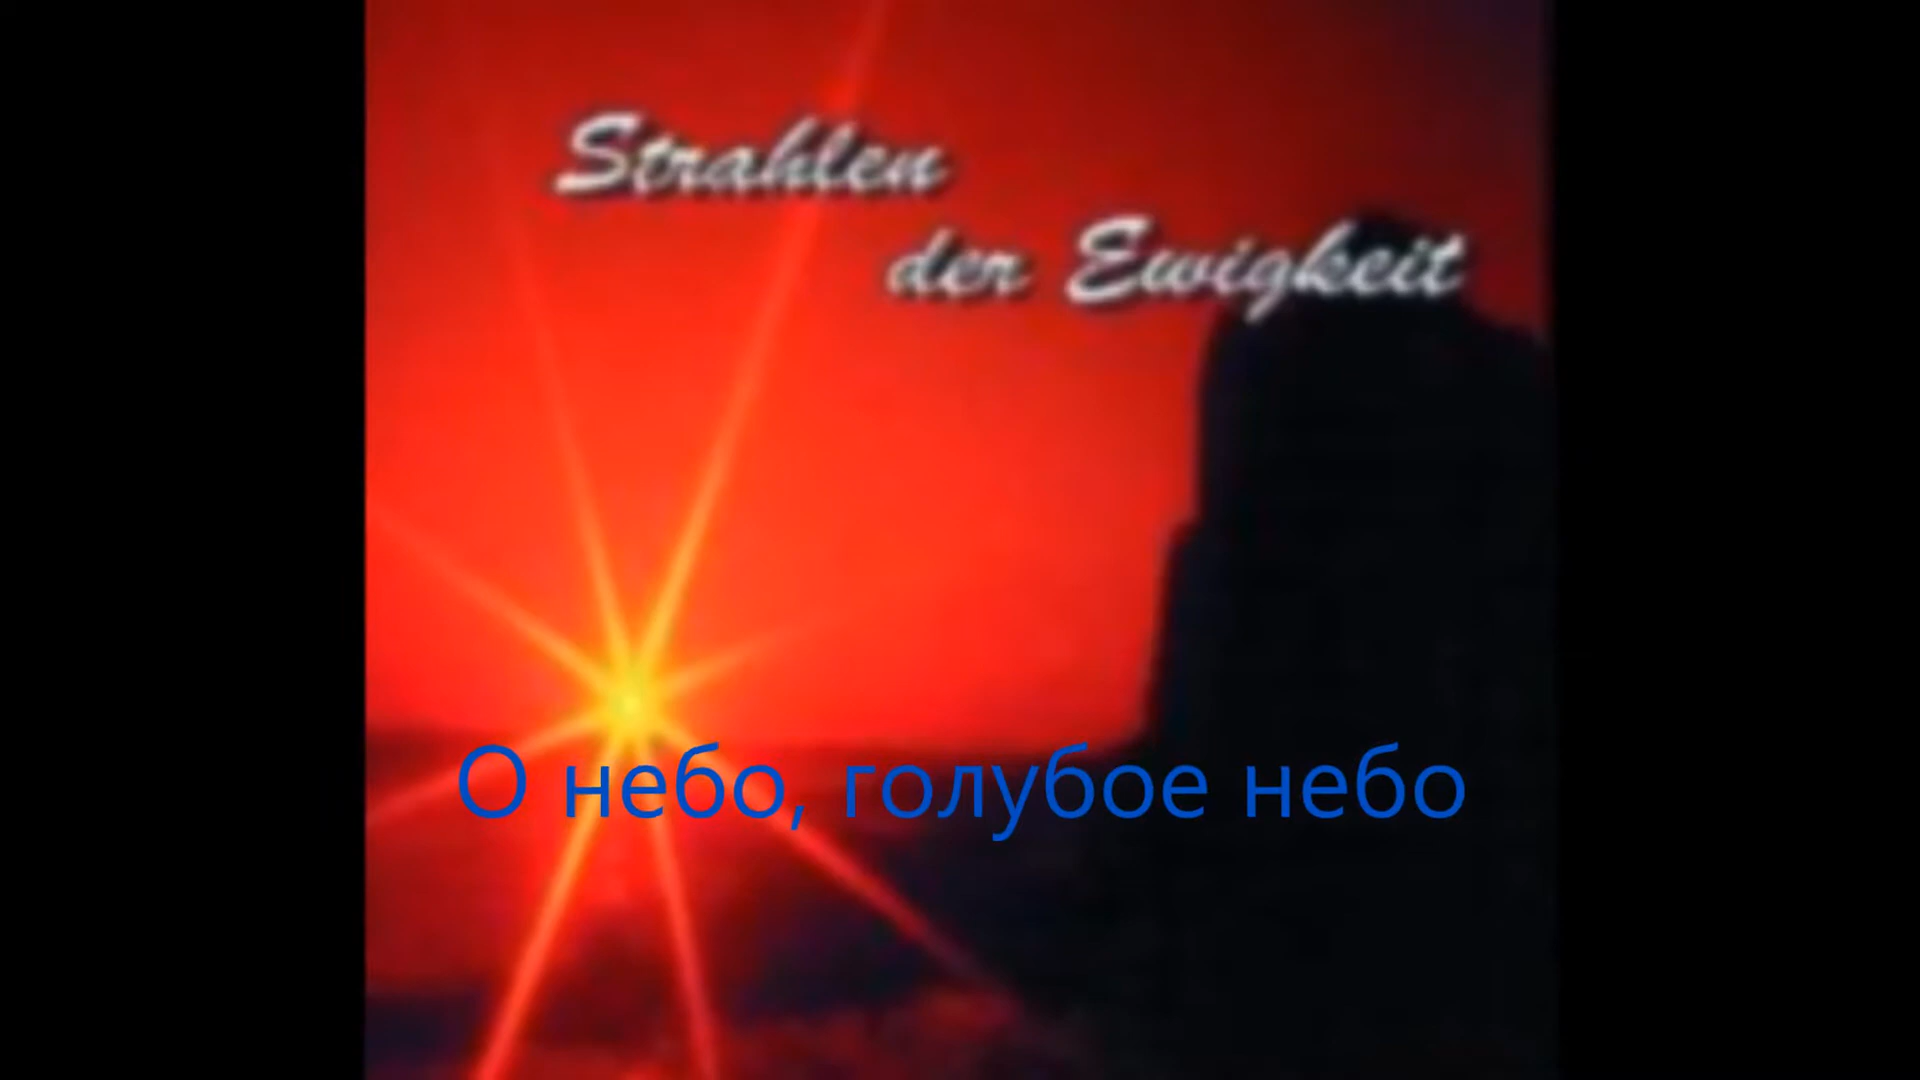 Strahlen
der Ewigkeit
О небо, голубое небо